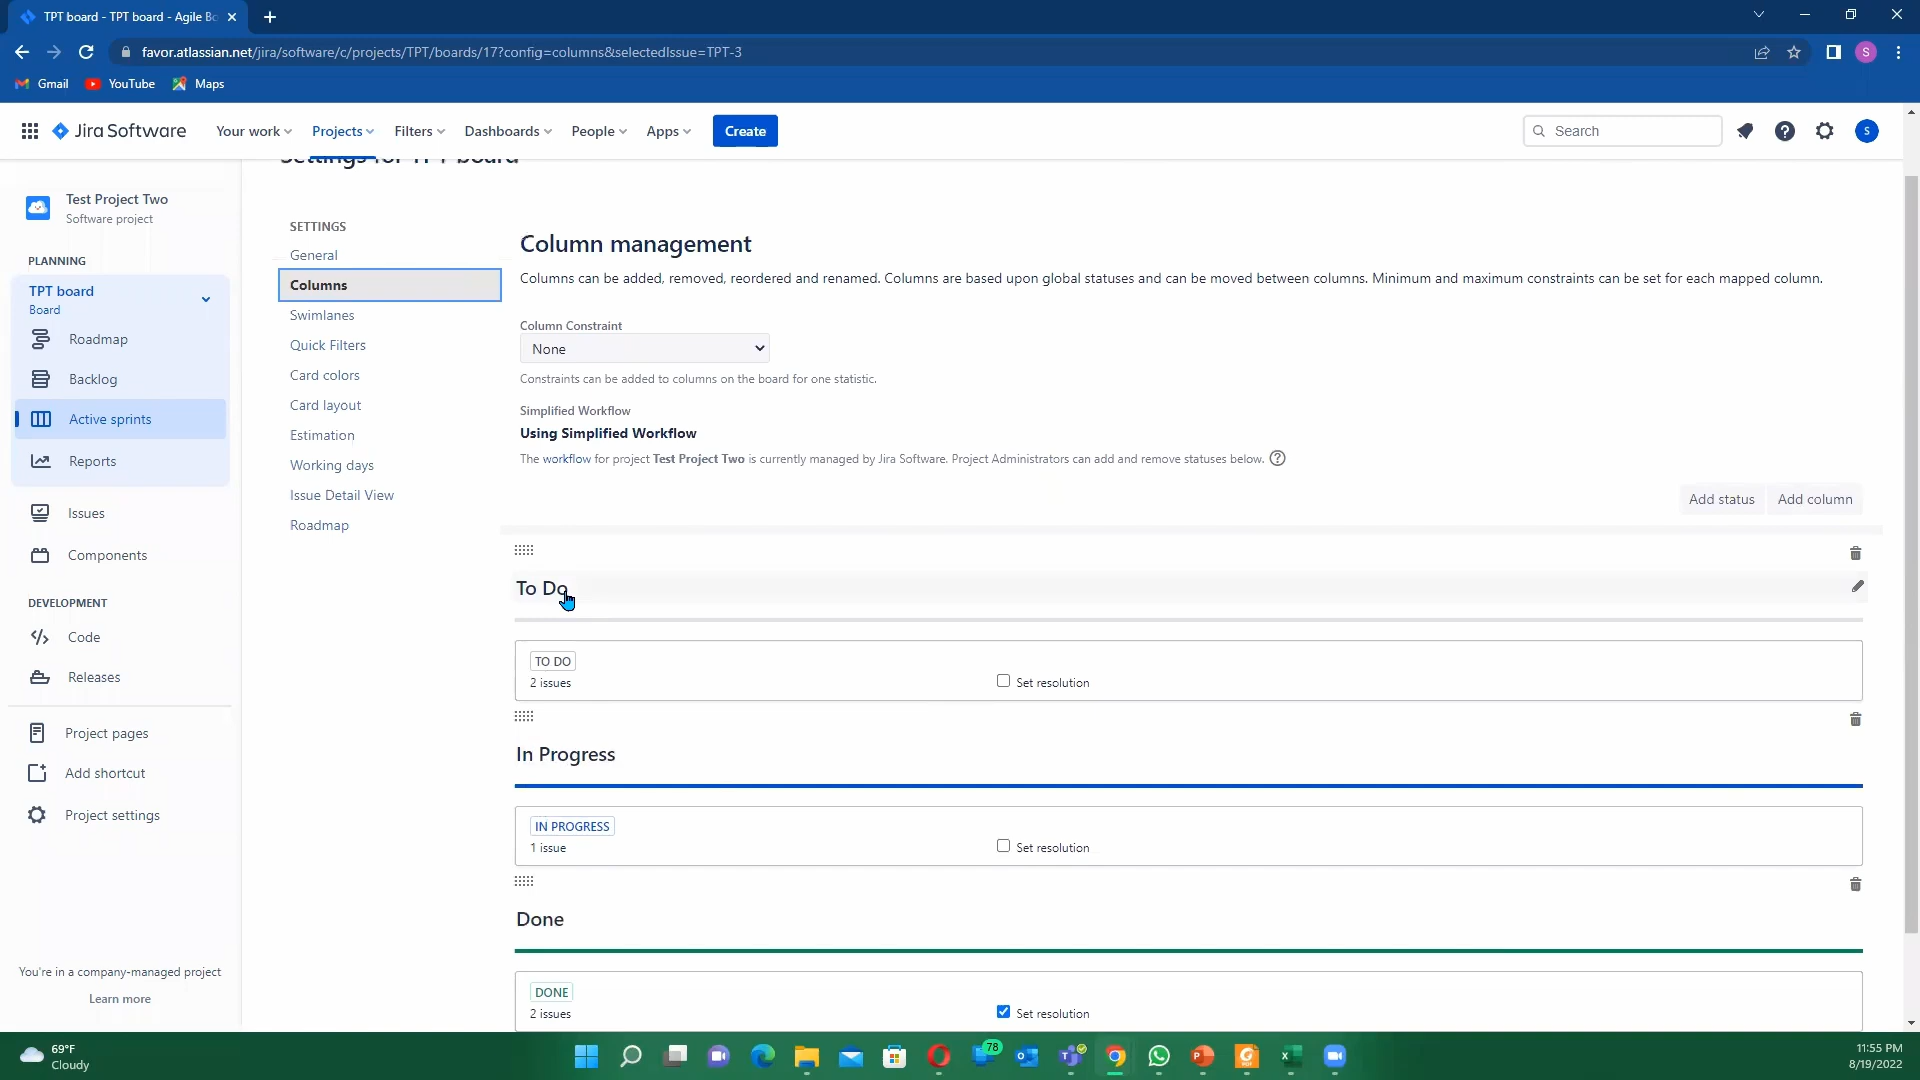 TPT board - TPT board - Agile Bo
favor.atlassian.net/jira/software/c/projects/TPT/boards/17?config=columns&selectedIssue=TPT-3
S
Gmail
YouTube
Maps
Jira Software
Your work
Projects
Filters
Dashboards
People
Apps
Create
Search
S
Settings for TPT board
Test Project Two
Software project
PLANNING
TPT board
Board
Roadmap
Backlog
Active sprints
Reports
Issues
Components
DEVELOPMENT
Code
Releases
Project pages
Add shortcut
Project settings
You're in a company-managed project
Learn more
SETTINGS
General
Columns
Swimlanes
Quick Filters
Card colors
Card layout
Estimation
Working days
Issue Detail View
Roadmap
Column management
Columns can be added, removed, reordered and renamed. Columns are based upon global statuses and can be moved between columns. Minimum and maximum constraints can be set for each mapped column.
Column Constraint
None
Constraints can be added to columns on the board for one statistic.
Simplified Workflow
Using Simplified Workflow
The workflow for project Test Project Two is currently managed by Jira Software. Project Administrators can add and remove statuses below.
Add status
Add column
To Do
TO DO
2 issues
Set resolution
In Progress
IN PROGRESS
1 issue
Set resolution
Done
DONE
2 issues
Set resolution
69°F
Cloudy
78
11:55 PM
8/19/2022